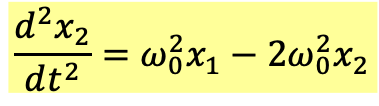 d²x₂/dt² = ω₀²x₁ − 2ω₀²x₂